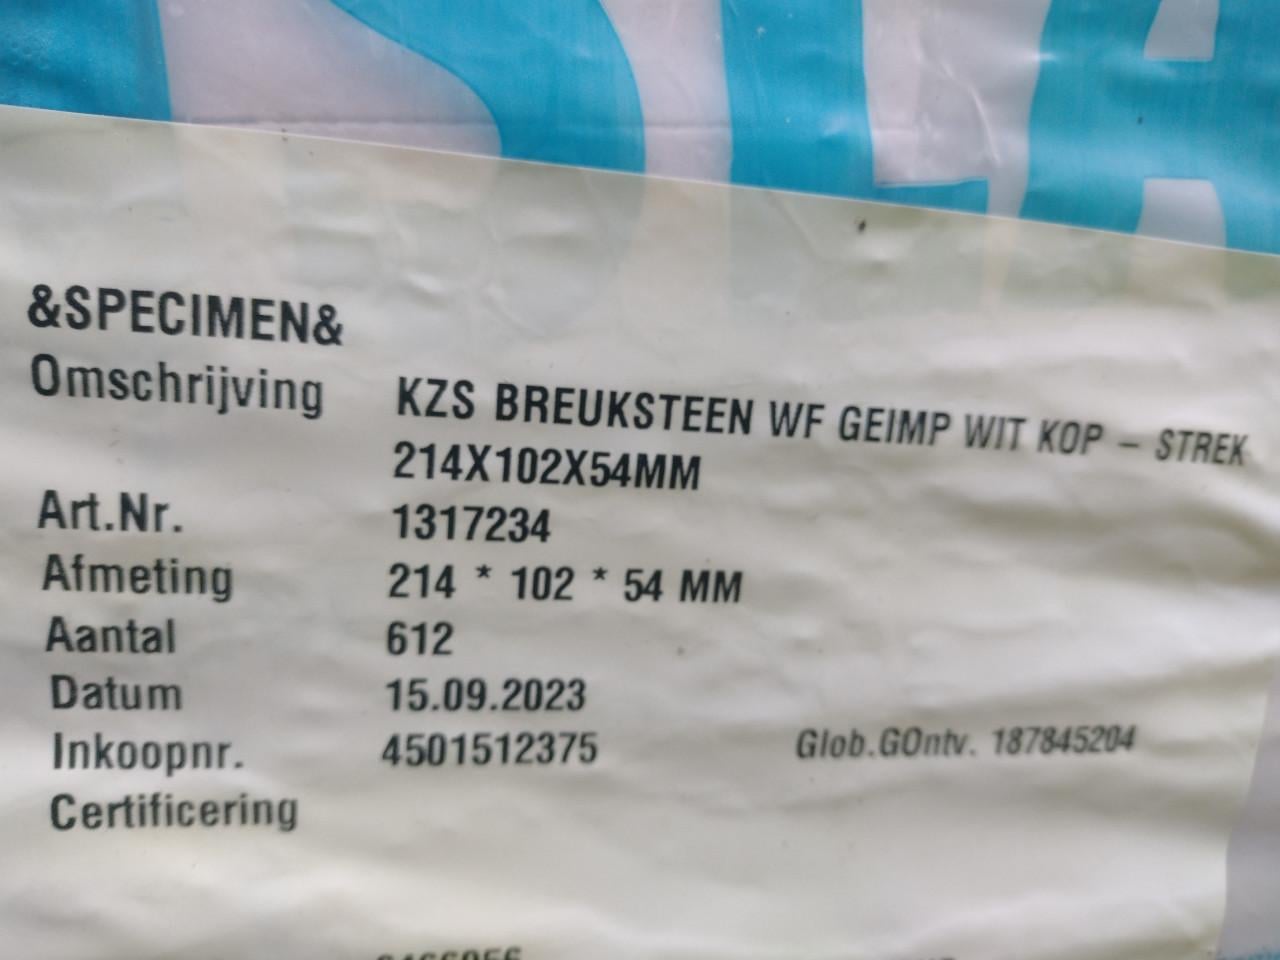 &SPECIMEN&
Omschrijving KZS BREUKSTEEN WF GEIMP WIT KOP – STREK
214X102X54MM
Art.Nr. 1317234
Afmeting 214 * 102 * 54 MM
Aantal 612
Datum 15.09.2023
Inkoopnr. 4501512375 Glob.GOntv. 187845204
Certificering